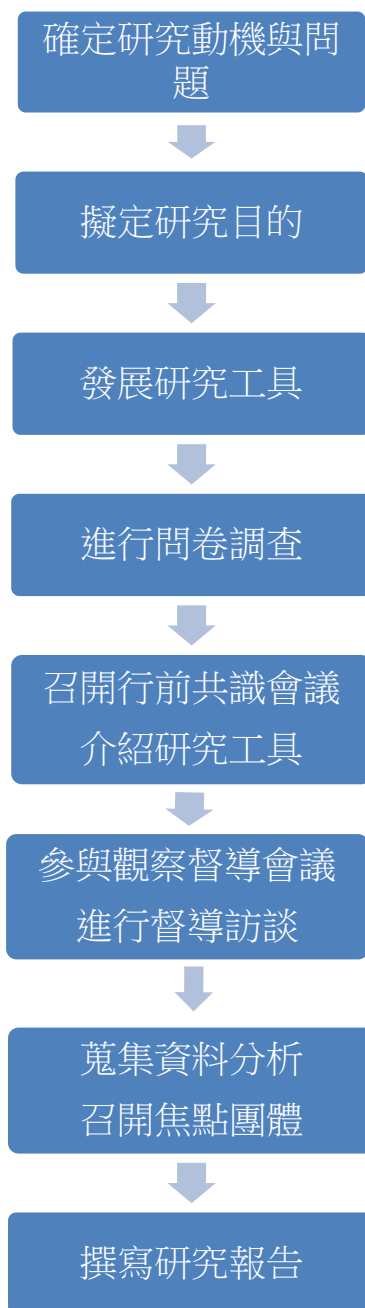 確定研究動機與問
題
擬定研究目的
發展研究工具
進行問卷調查
召開行前共識會議
介紹研究工具
參與觀察督導會議
進行督導訪談
蒐集資料分析
召開焦點團體
撰寫研究報告